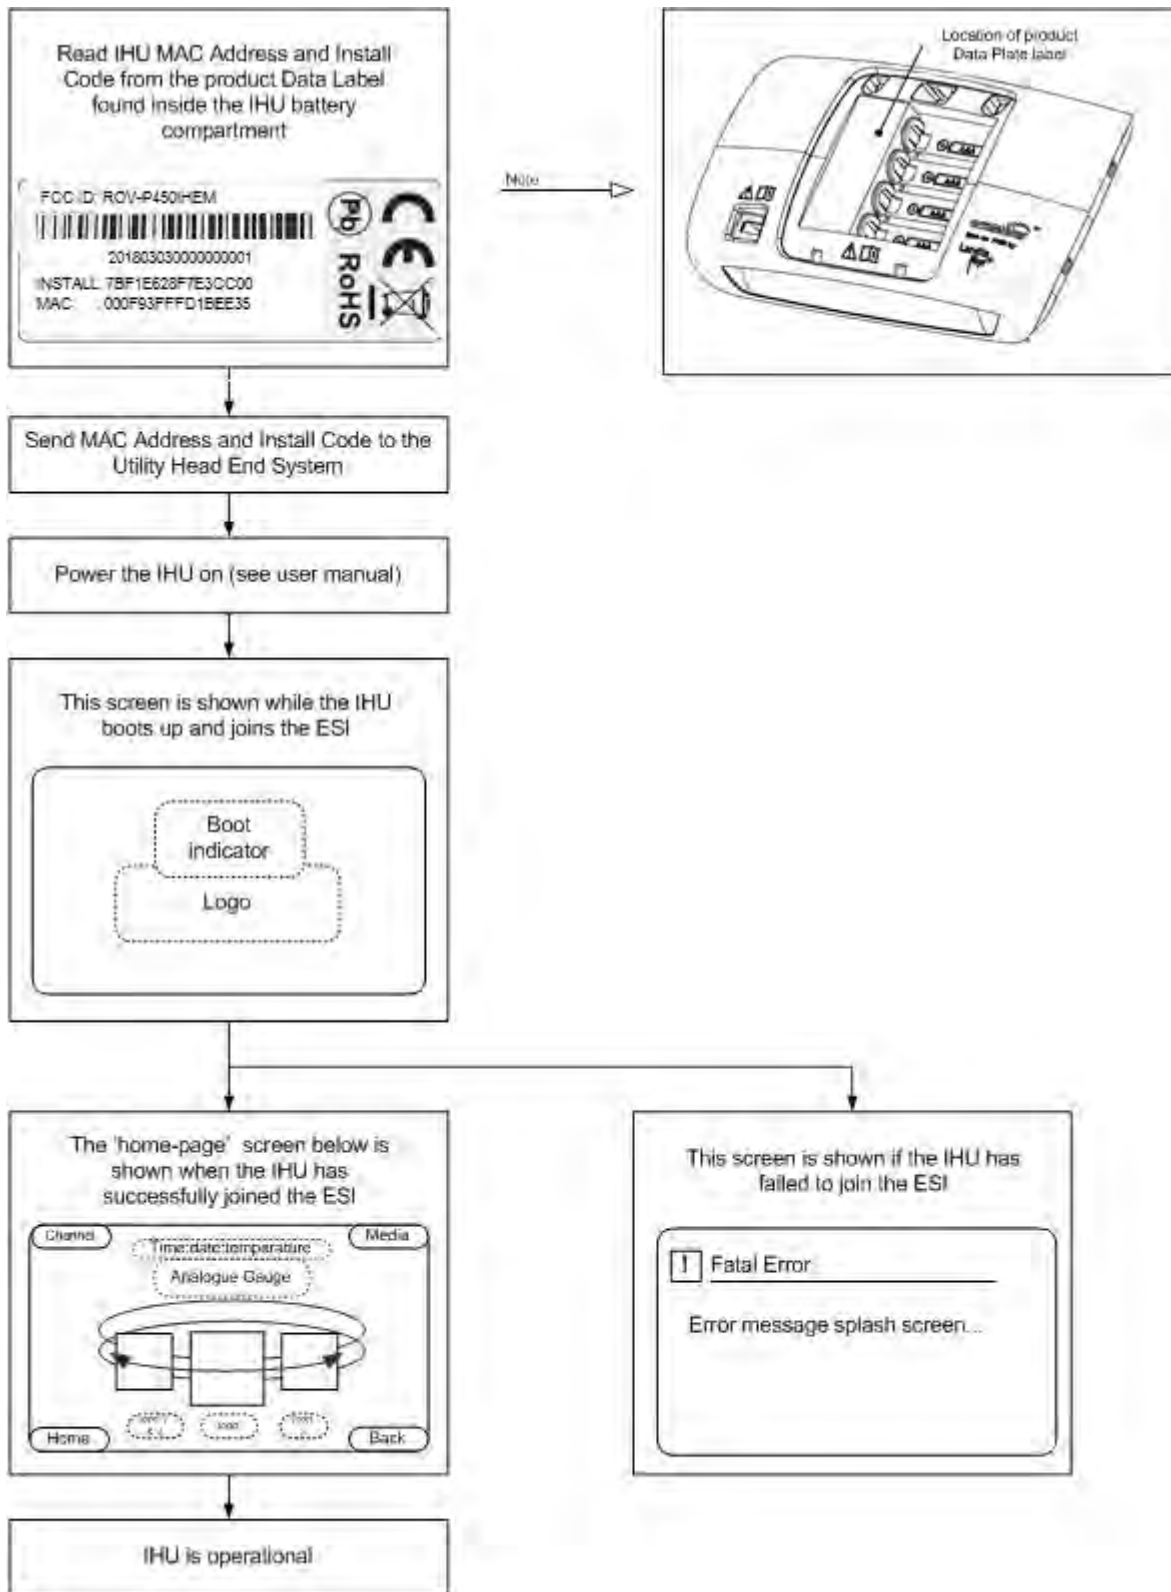 Read IHU MAC Address and Install
Code from the product Data Label
found inside the IHU battery
compartment
FCC ID: ROV-P450IHEM
201803030000000001
INSTALL: 7BF1E628F7E3CC00
MAC : 000F93FFFD1BEE35
Pb
CE
RoHS
Note
Location of product
Data Plate label
AAA
AAA
AAA
AAA
Send MAC Address and Install Code to the
Utility Head End System
Power the IHU on (see user manual)
This screen is shown while the IHU
boots up and joins the ESI
Boot
indicator
Logo
The 'home-page' screen below is
shown when the IHU has
successfully joined the ESI
Channel
Media
Time:date:temperature
Analogue Gauge
Home
Back
This screen is shown if the IHU has
failed to join the ESI
! Fatal Error
Error message splash screen...
IHU is operational